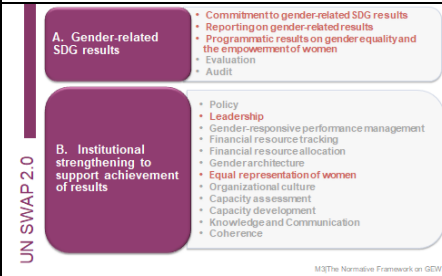 UN SWAP 2.0
A. Gender-related
SDG results
• Commitment to gender-related SDG results
• Reporting on gender-related results
• Programmatic results on gender equality and
the empowerment of women
• Evaluation
• Audit
B. Institutional
strengthening to
support achievement
of results
• Policy
• Leadership
• Gender-responsive performance management
• Financial resource tracking
• Financial resource allocation
• Gender architecture
• Equal representation of women
• Organizational culture
• Capacity assessment
• Capacity development
• Knowledge and Communication
• Coherence
M3|The Normative Framework on GEW